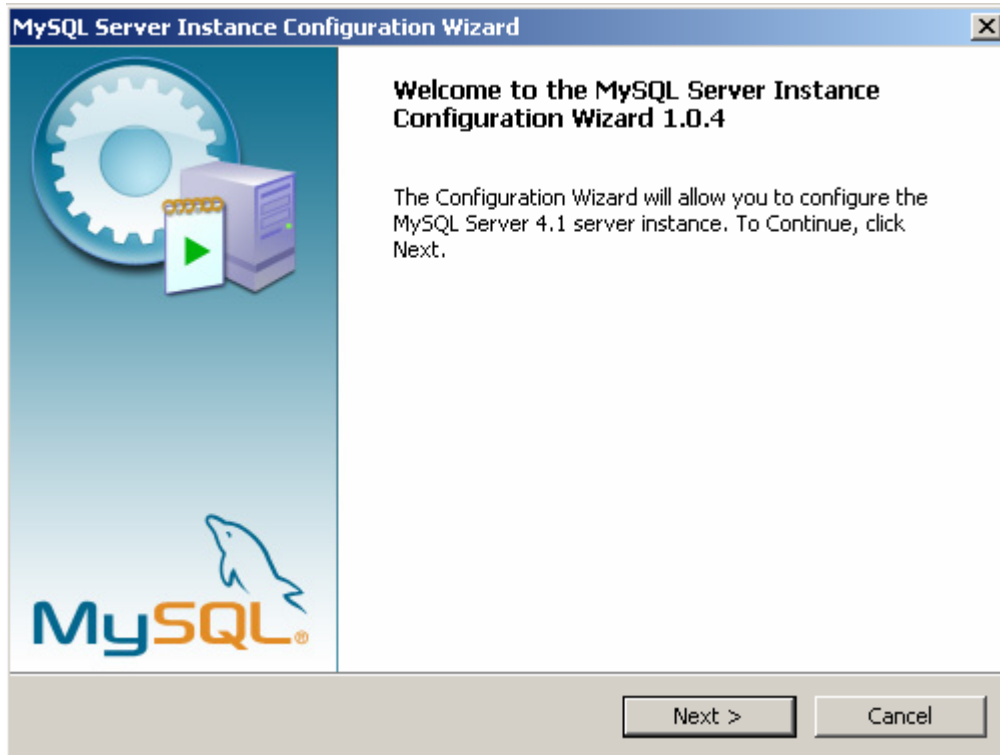 MySQL Server Instance Configuration Wizard
Welcome to the MySQL Server Instance
Configuration Wizard 1.0.4
The Configuration Wizard will allow you to configure the
MySQL Server 4.1 server instance. To Continue, click
Next.
MySQL®
Next >
Cancel